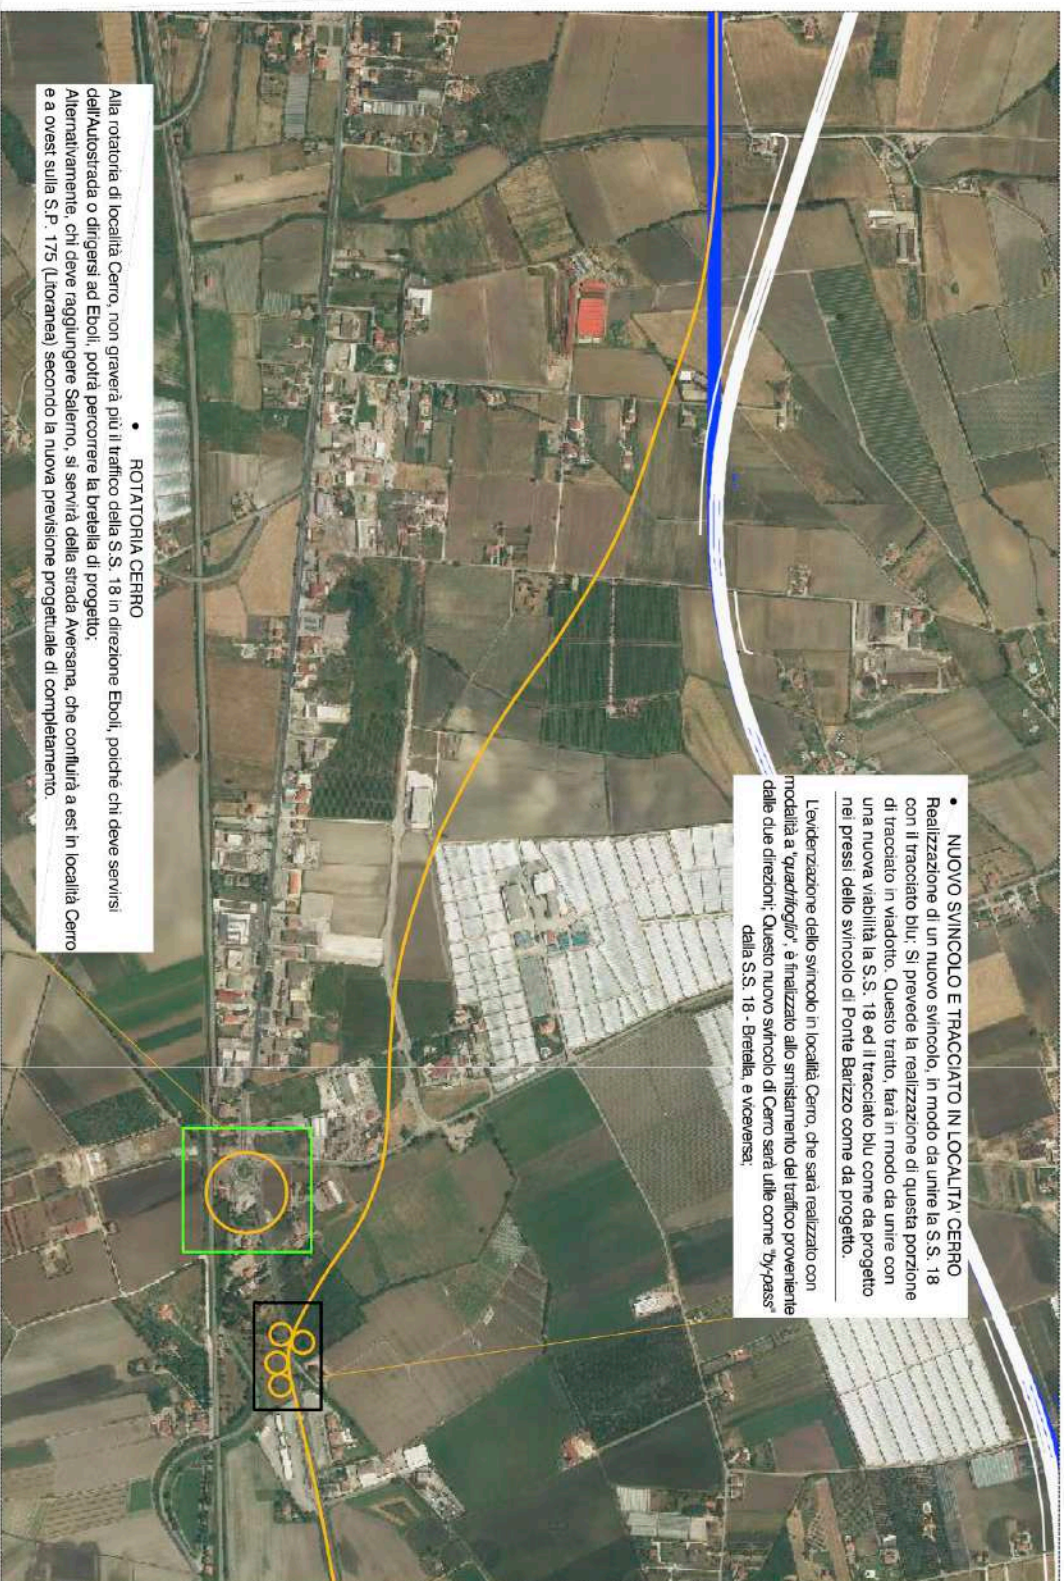 • NUOVO SVINCOLO E TRACCIATO IN LOCALITA' CERRO
Realizzazione di un nuovo svincolo, in modo da unire la S.S. 18
con il tracciato blu; Si prevede la realizzazione di questa porzione
di tracciato in viadotto. Questo tratto, farà in modo da unire con
una nuova viabilità la S.S. 18 ed il tracciato blu come da progetto
nei pressi dello svincolo di Ponte Barizzo come da progetto.
L'evidenziazione dello svincolo in località Cerro, che sarà realizzato con
modalità a "quadrifoglio", è finalizzato allo smistamento del traffico proveniente
dalle due direzioni; Questo nuovo svincolo di Cerro sarà utile come "by-pass"
dalla S.S. 18 - Bretella, e viceversa;
• ROTATORIA CERRO
Alla rotatoria di località Cerro, non graverà più il traffico della S.S. 18 in direzione Eboli, poiché chi deve servirsi
dell'Autostrada o dirigersi ad Eboli, potrà percorrere la bretella di progetto;
Alternativamente, chi deve raggiungere Salerno, si servirà della strada Aversana, che confluirà a est in località Cerro
e a ovest sulla S.P. 175 (Litoranea) secondo la nuova previsione progettuale di completamento.